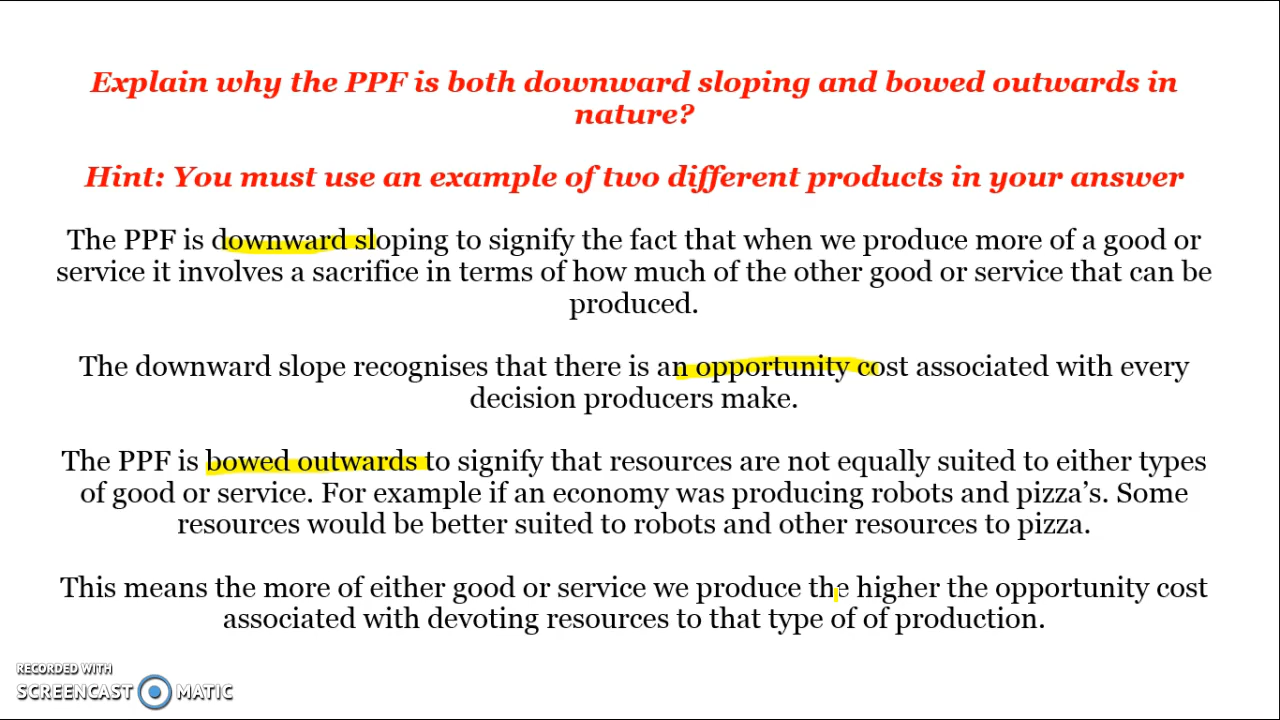 Explain why the PPF is both downward sloping and bowed outwards in
nature?
Hint: You must use an example of two different products in your answer
The PPF is downward sloping to signify the fact that when we produce more of a good or
service it involves a sacrifice in terms of how much of the other good or service that can be
produced.
The downward slope recognises that there is an opportunity cost associated with every
decision producers make.
The PPF is bowed outwards to signify that resources are not equally suited to either types
of good or service. For example if an economy was producing robots and pizza’s. Some
resources would be better suited to robots and other resources to pizza.
This means the more of either good or service we produce the higher the opportunity cost
associated with devoting resources to that type of of production.
RECORDED WITH
SCREENCAST MATIC